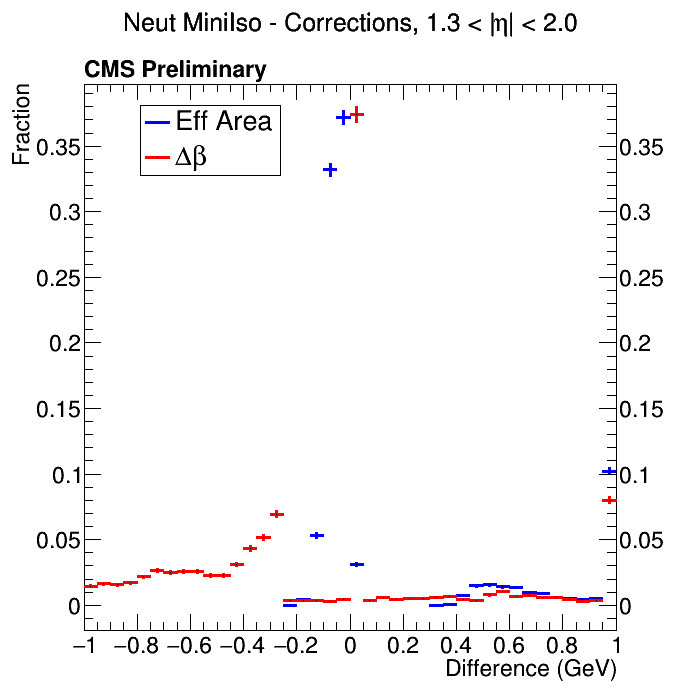 Neut MiniIso - Corrections, 1.3 < |η| < 2.0
CMS Preliminary
Fraction
Eff Area
Δβ
0.35
0.3
0.25
0.2
0.15
0.1
0.05
0
0.35
0.3
0.25
0.2
0.15
0.1
0.05
0
−1 −0.8 −0.6 −0.4 −0.2 0 0.2 0.4 0.6 0.8 1
Difference (GeV)